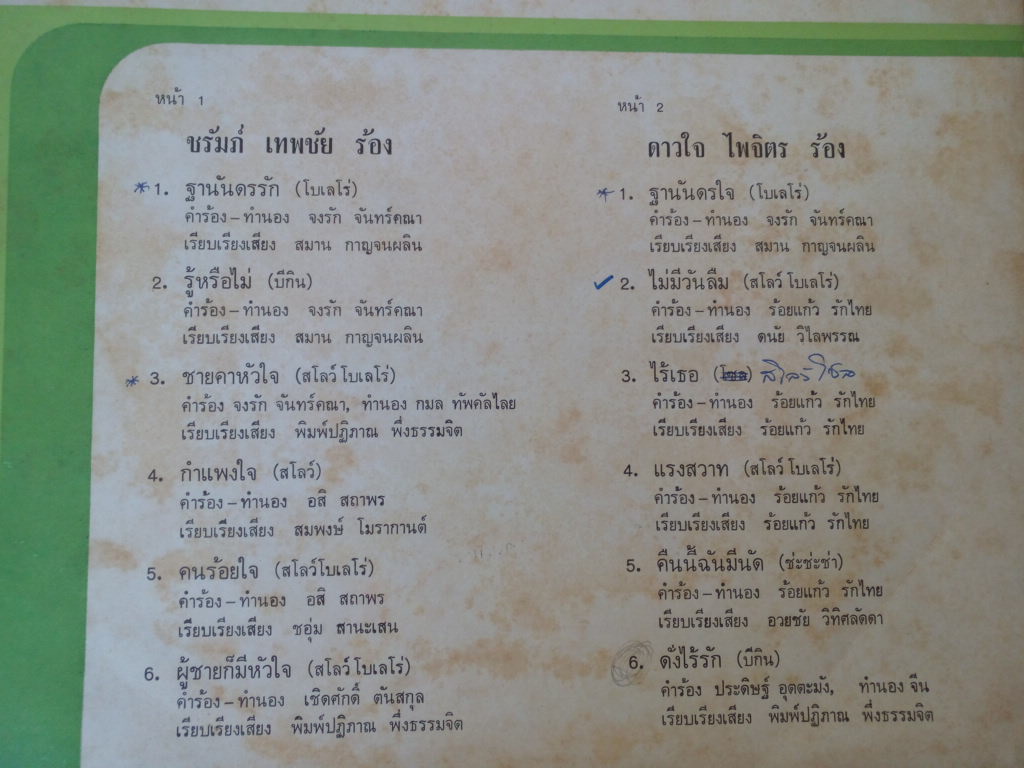 หน้า 1
ชรัมภ์ เทพชัย ร้อง
* 1. ฐานันดรรัก (โบเลโร่)
คำร้อง – ทำนอง จงรัก จันทร์คณา
เรียบเรียงเสียง สมาน กาญจนผลิน
2. รู้หรือไม่ (บีกิน)
คำร้อง – ทำนอง จงรัก จันทร์คณา
เรียบเรียงเสียง สมาน กาญจนผลิน
* 3. ชายคาหัวใจ (สโลว์ โบเลโร่)
คำร้อง จงรัก จันทร์คณา, ทำนอง กมล ทัพคัลไลย
เรียบเรียงเสียง พิมพ์ปฏิภาณ พึ่งธรรมจิต
4. กำแพงใจ (สโลว์)
คำร้อง – ทำนอง อสิ สถาพร
เรียบเรียงเสียง สมพงษ์ โมรากานต์
5. คนร้อยใจ (สโลว์โบเลโร่)
คำร้อง – ทำนอง อสิ สถาพร
เรียบเรียงเสียง ชอุ่ม สานะเสน
6. ผู้ชายก็มีหัวใจ (สโลว์ โบเลโร่)
คำร้อง – ทำนอง เชิดศักดิ์ ตันสกุล
เรียบเรียงเสียง พิมพ์ปฏิภาณ พึ่งธรรมจิต
หน้า 2
ดาวใจ ไพจิตร ร้อง
* 1. ฐานันดรใจ (โบเลโร่)
คำร้อง – ทำนอง จงรัก จันทร์คณา
เรียบเรียงเสียง สมาน กาญจนผลิน
✓ 2. ไม่มีวันลืม (สโลว์ โบเลโร่)
คำร้อง – ทำนอง ร้อยแก้ว รักไทย
เรียบเรียงเสียง ดนัย วิไลพรรณ
3. ไร้เธอ สโลว์ โซล
คำร้อง – ทำนอง ร้อยแก้ว รักไทย
เรียบเรียงเสียง ร้อยแก้ว รักไทย
4. แรงสวาท (สโลว์ โบเลโร่)
คำร้อง – ทำนอง ร้อยแก้ว รักไทย
เรียบเรียงเสียง ร้อยแก้ว รักไทย
5. คืนนี้ฉันมีนัด (ช่ะช่ะช่า)
คำร้อง – ทำนอง ร้อยแก้ว รักไทย
เรียบเรียงเสียง อวยชัย วิทิศลัดดา
6. ดั่งไร้รัก (บีกิน)
คำร้อง ประดิษฐ์ อุตตะมัง, ทำนอง จีน
เรียบเรียงเสียง พิมพ์ปฏิภาณ พึ่งธรรมจิต